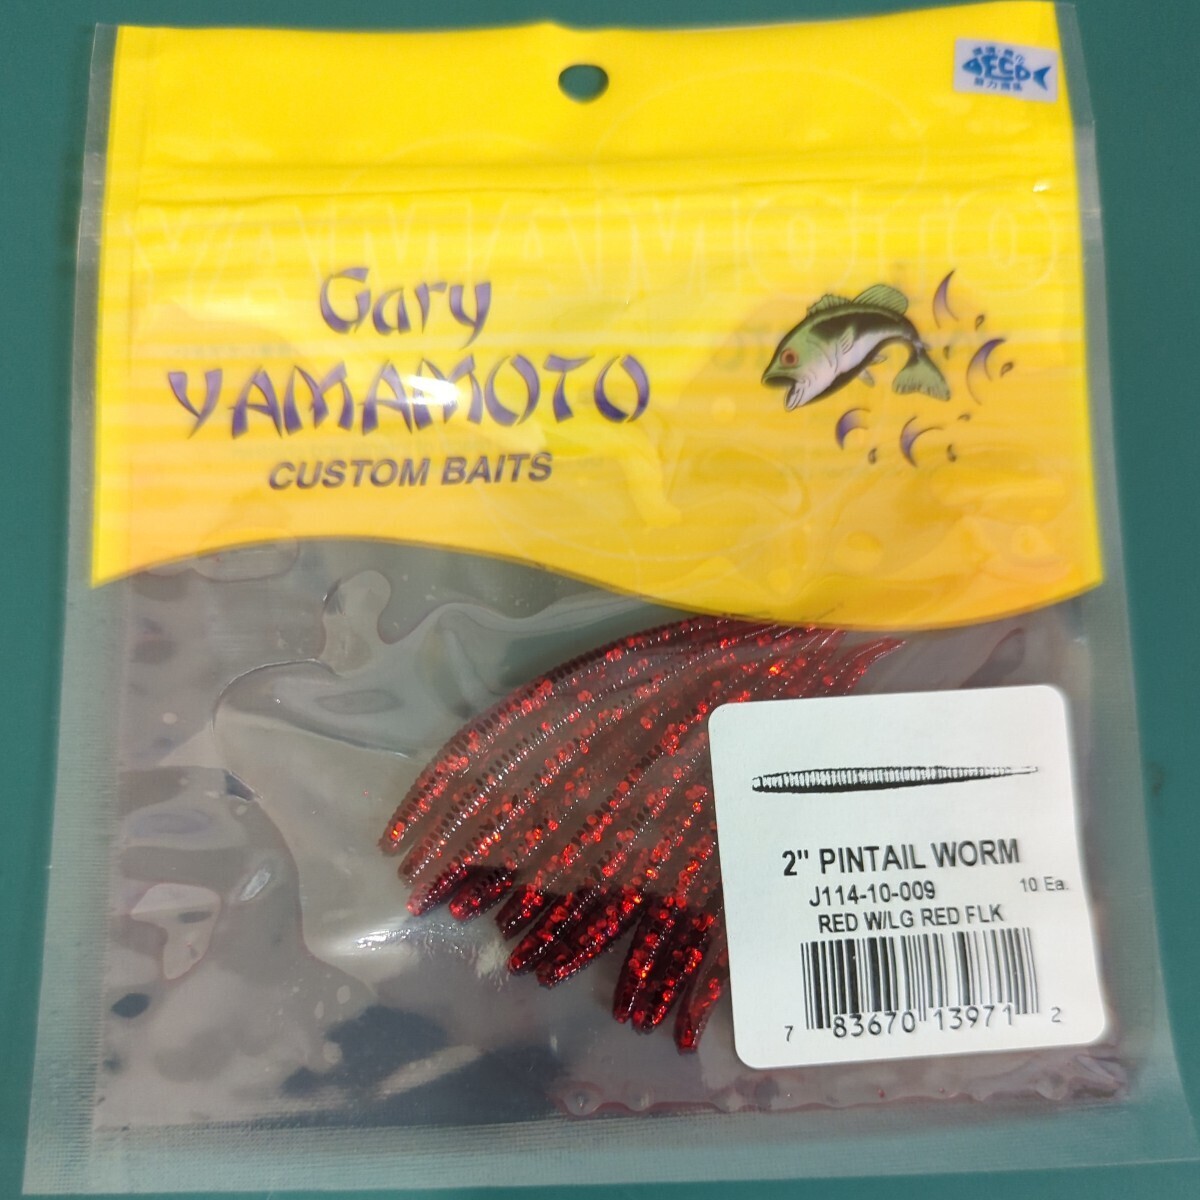 ECO
Gary
YAMAMOTO
CUSTOM BAITS
2" PINTAIL WORM
J114-10-009 10 Ea.
RED W/LG RED FLK
7 83670 13971 2